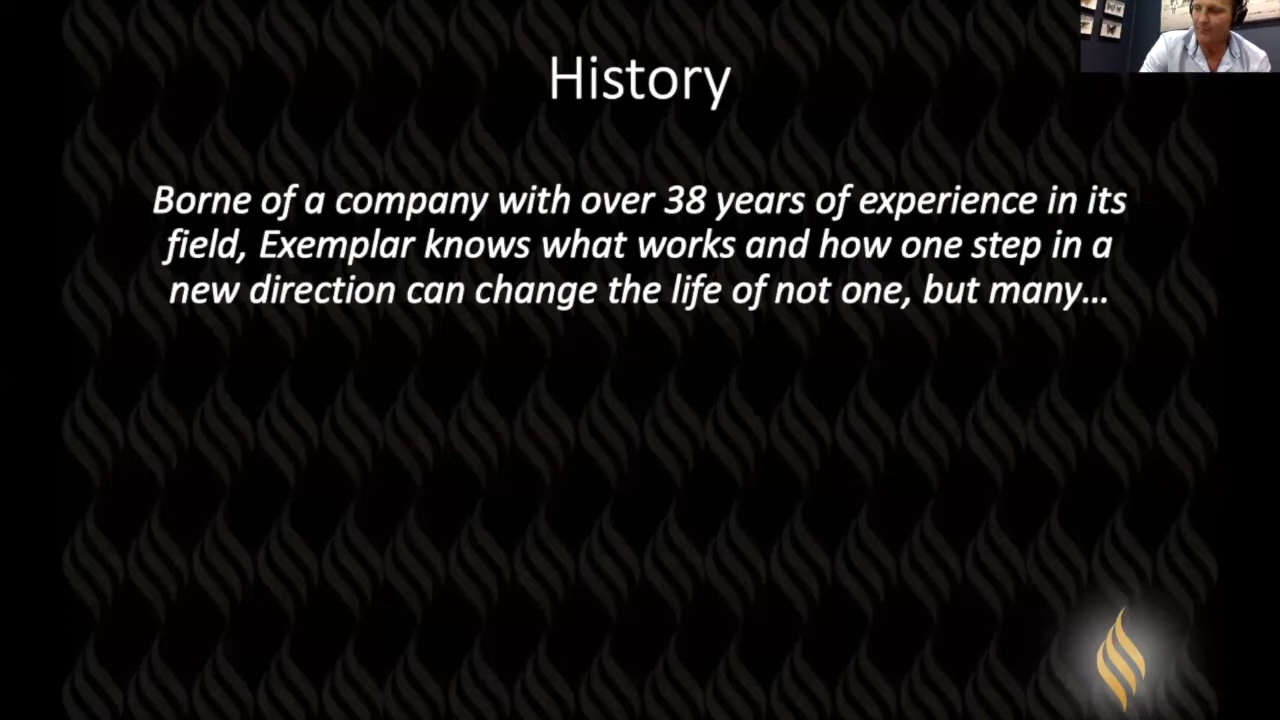 History
Borne of a company with over 38 years of experience in its
field, Exemplar knows what works and how one step in a
new direction can change the life of not one, but many...